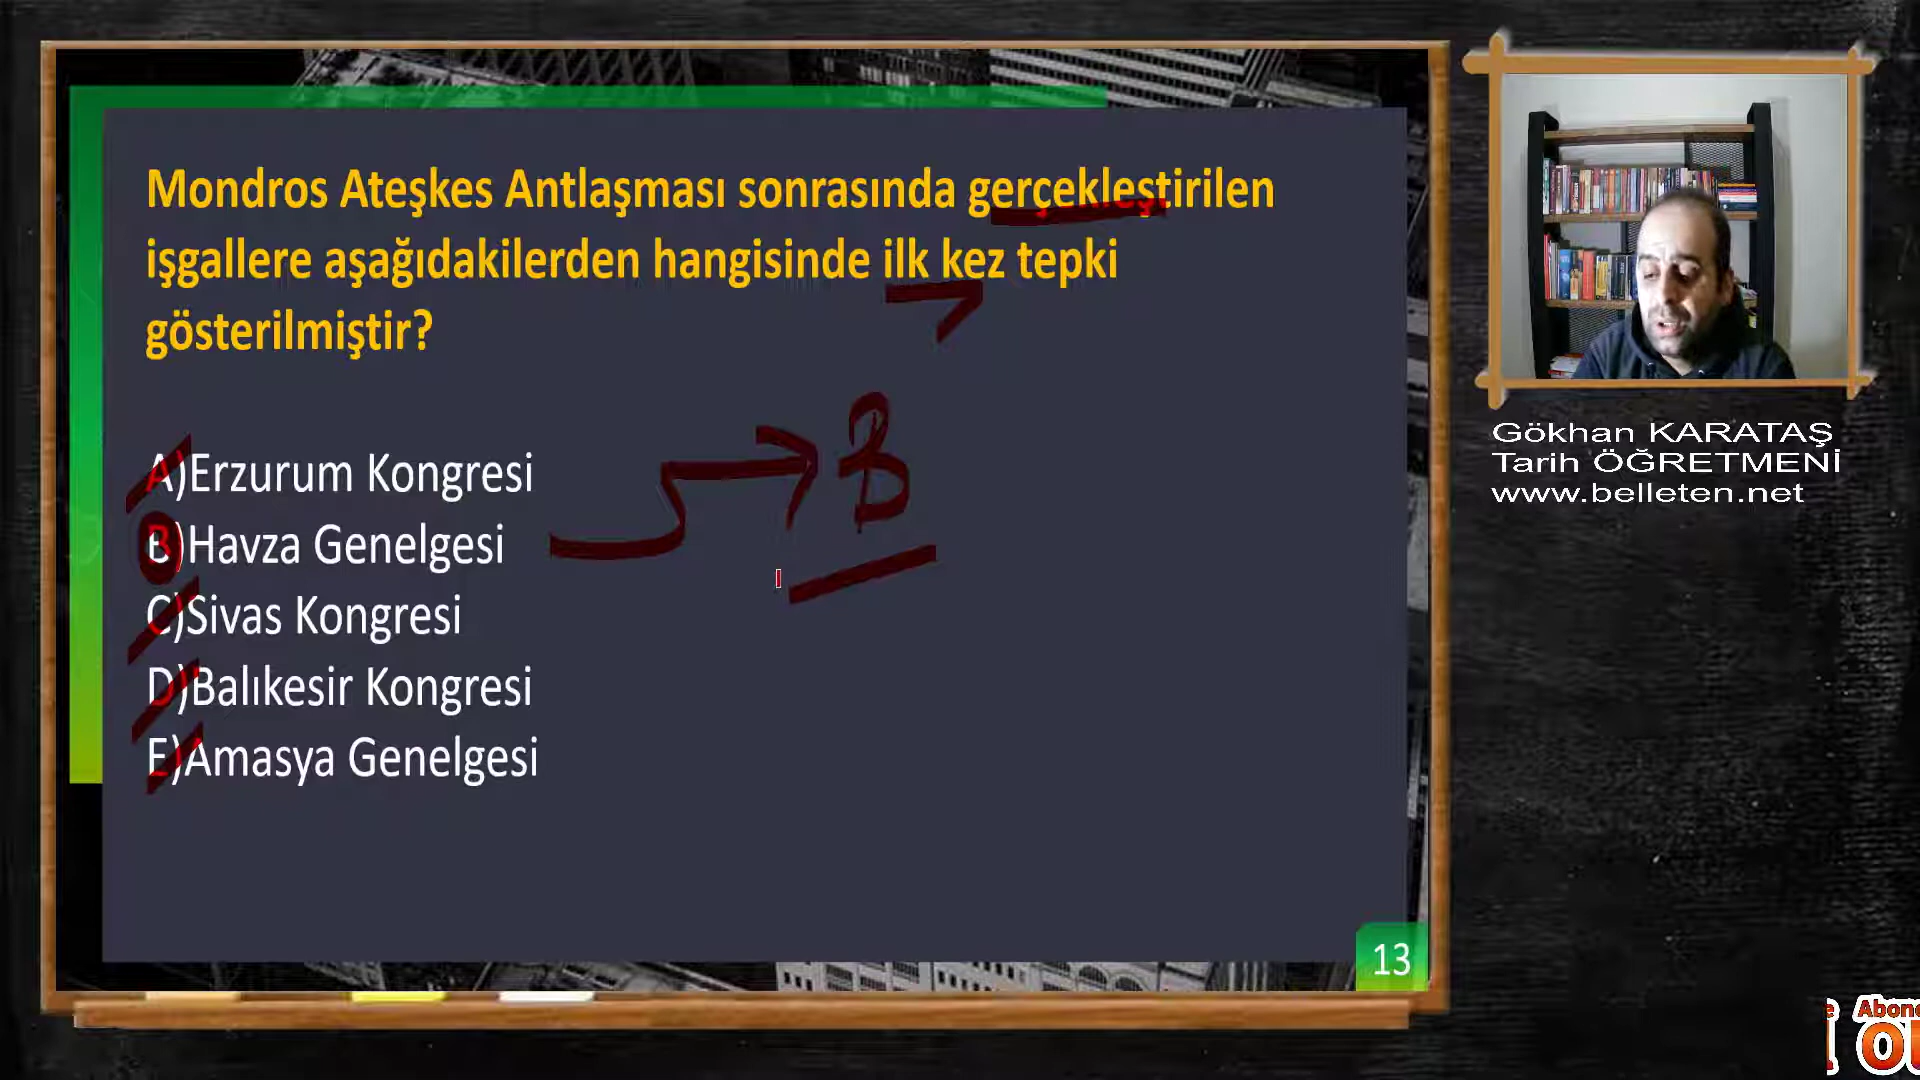 Mondros Ateşkes Antlaşması sonrasında gerçekleştirilen
işgallere aşağıdakilerden hangisinde ilk kez tepki
gösterilmiştir?
A)Erzurum Kongresi
B)Havza Genelgesi
C)Sivas Kongresi
D)Balıkesir Kongresi
E)Amasya Genelgesi
B
13
Gökhan KARATAŞ
Tarih ÖĞRETMENİ
www.belleten.net